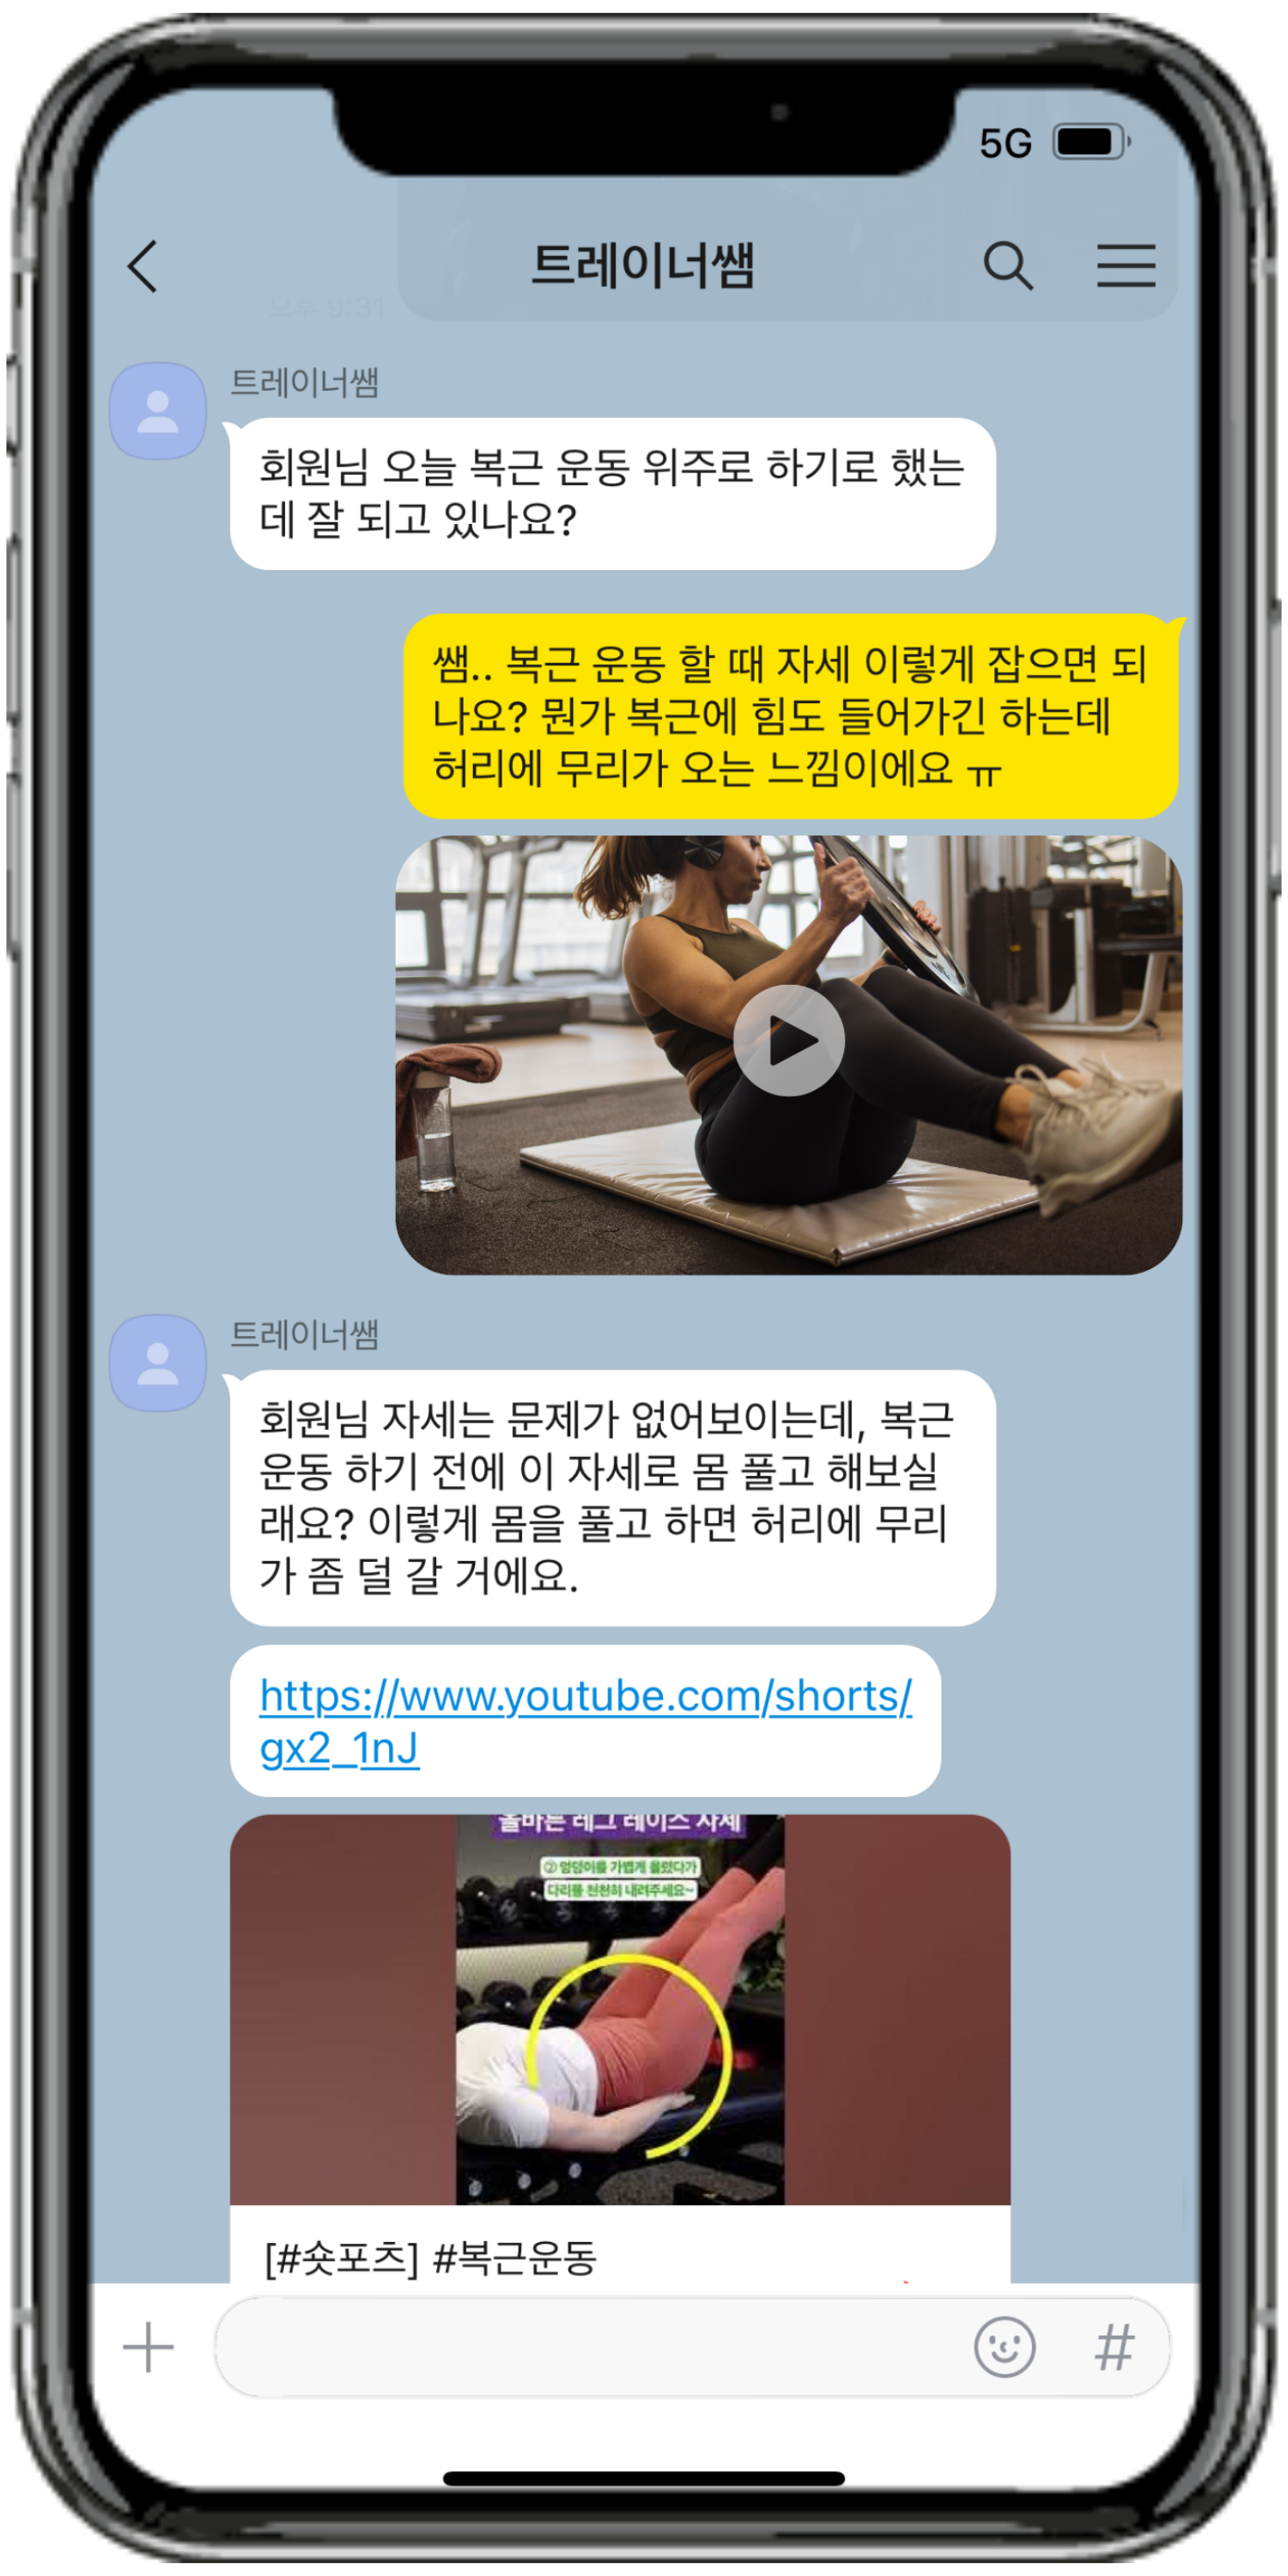 5G
트레이너쌤
오후 9:31
트레이너쌤
회원님 오늘 복근 운동 위주로 하기로 했는
데 잘 되고 있나요?
쌤.. 복근 운동 할 때 자세 이렇게 잡으면 되
나요? 뭔가 복근에 힘도 들어가긴 하는데
허리에 무리가 오는 느낌이에요 ㅠ
트레이너쌤
회원님 자세는 문제가 없어보이는데, 복근
운동 하기 전에 이 자세로 몸 풀고 해보실
래요? 이렇게 몸을 풀고 하면 허리에 무리
가 좀 덜 갈 거에요.
https://www.youtube.com/shorts/
gx2_1nJ
올바른 레그 레이즈 자세
② 엉덩이를 가볍게 올렸다가
다리를 천천히 내려주세요~
[#숏포츠] #복근운동
#